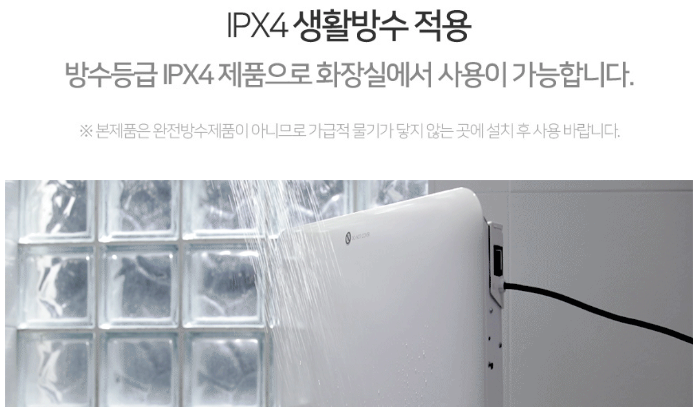 IPX4 생활방수 적용
방수등급 IPX4 제품으로 화장실에서 사용이 가능합니다.
※ 본제품은 완전방수제품이 아니므로 가급적 물기가 닿지 않는 곳에 설치 후 사용 바랍니다.